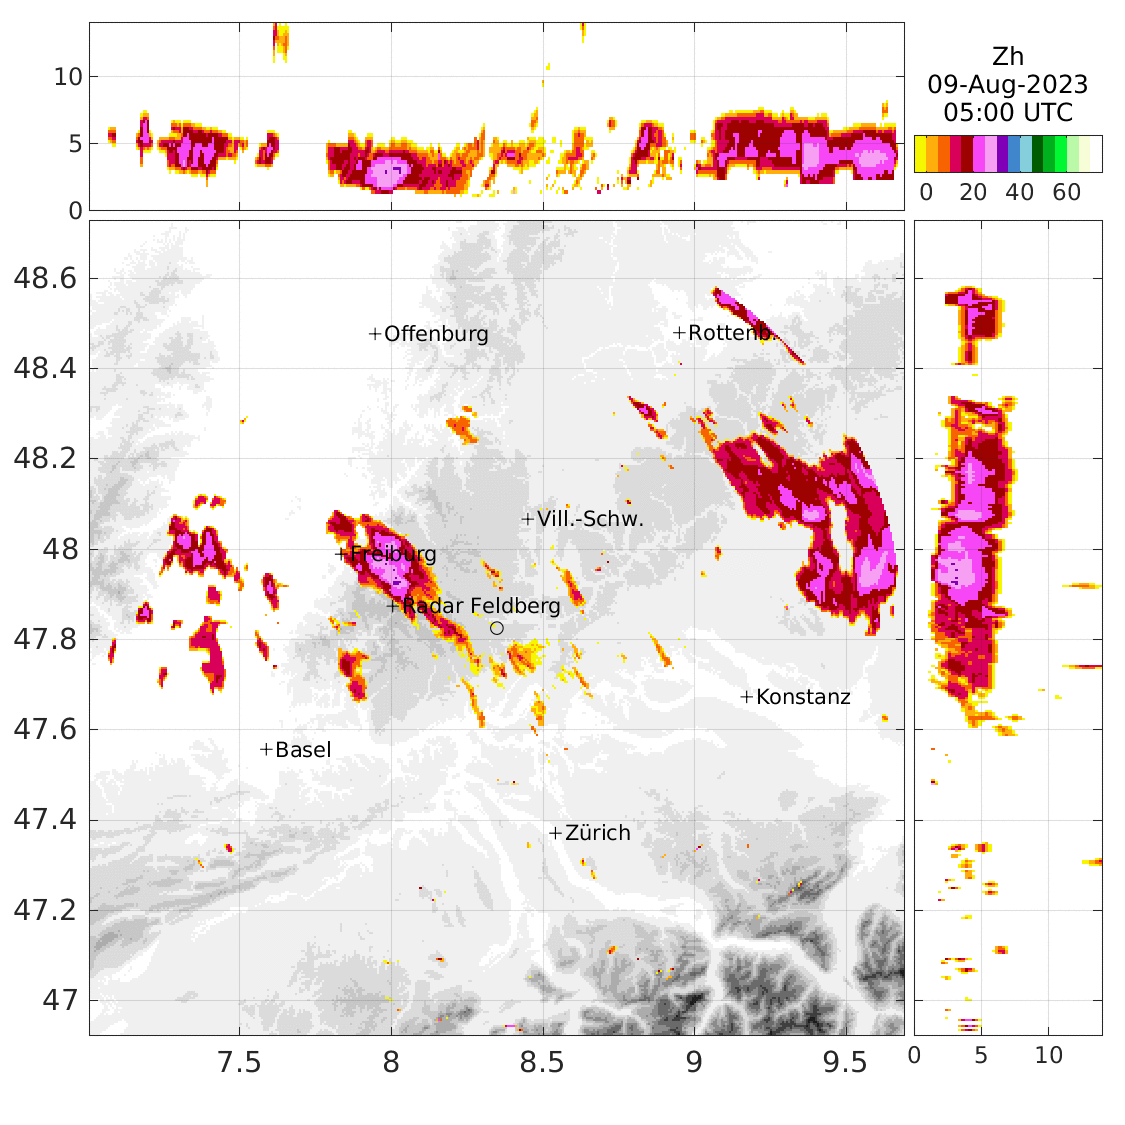 10
5
0
Zh
09-Aug-2023
05:00 UTC
0 20 40 60
48.6
48.4
48.2
48
47.8
47.6
47.4
47.2
47
+Offenburg
+Rottenb.
+Vill.-Schw.
+Freiburg
+Radar Feldberg
+Konstanz
+Basel
+Zürich
7.5 8 8.5 9 9.5
0 5 10